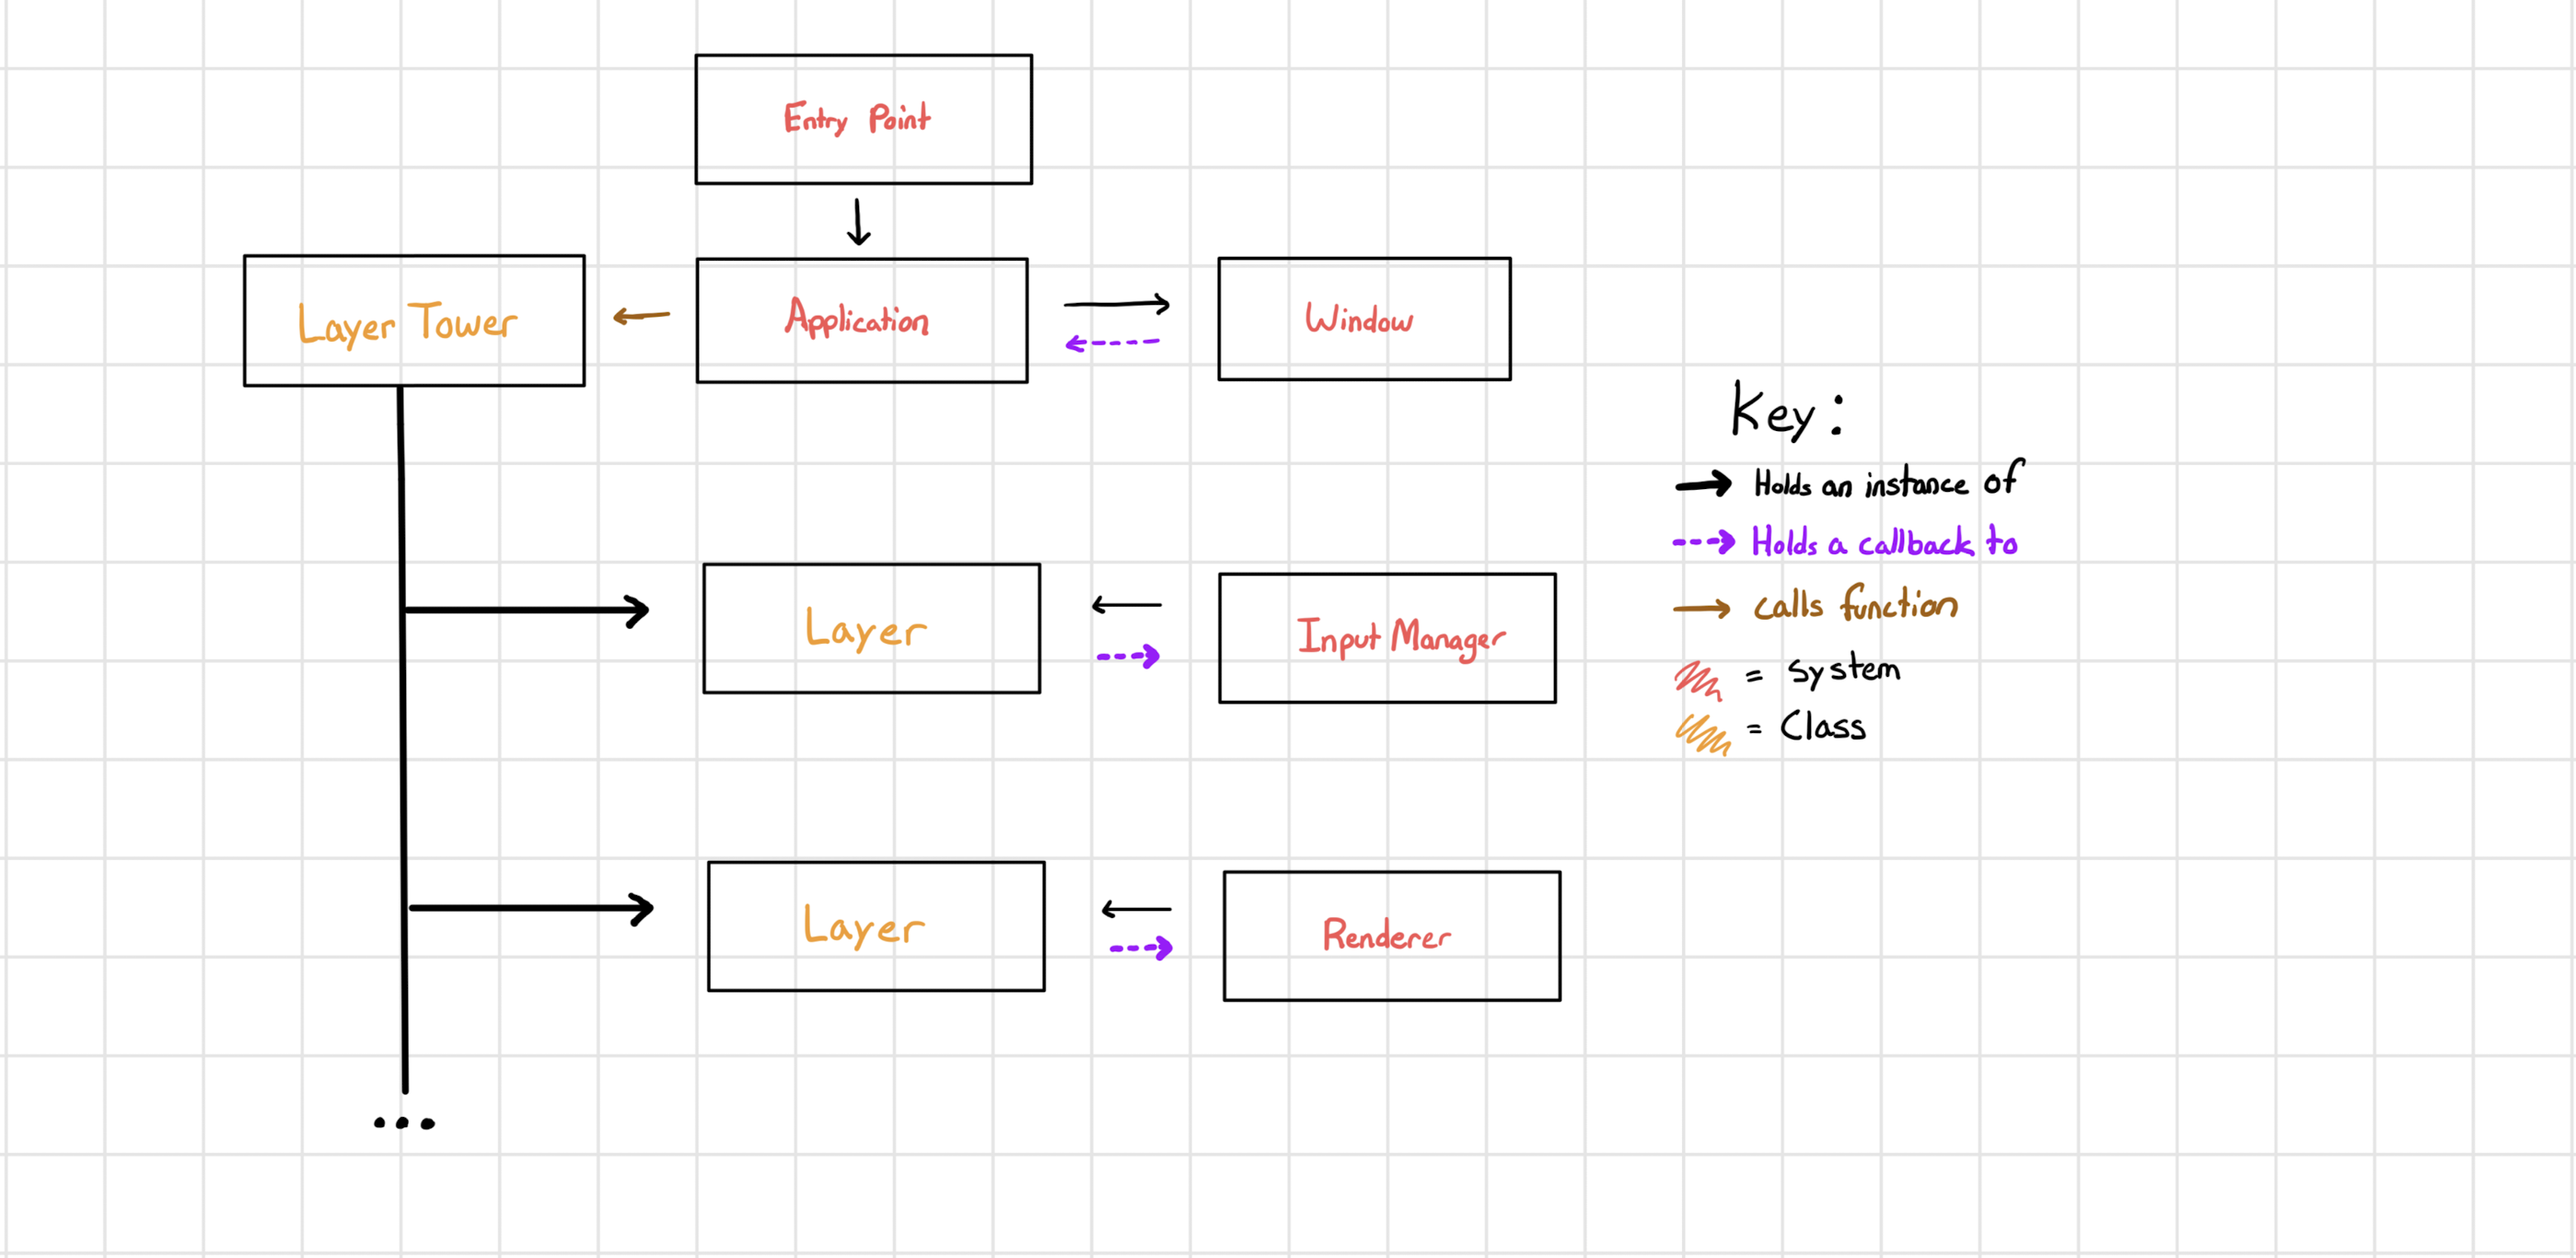 Entry Point
Layer Tower
Application
Window
Key:
Holds an instance of
Holds a callback to
calls function
= System
= Class
Layer
Input Manager
Layer
Renderer
...